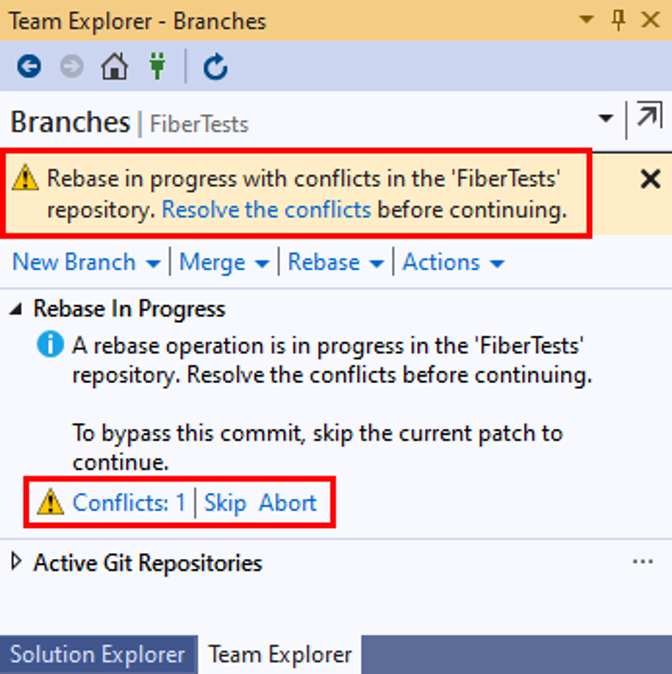 Team Explorer - Branches
Branches | FiberTests
Rebase in progress with conflicts in the 'FiberTests'
repository. Resolve the conflicts before continuing.
New Branch | Merge | Rebase | Actions
Rebase In Progress
A rebase operation is in progress in the 'FiberTests'
repository. Resolve the conflicts before continuing.
To bypass this commit, skip the current patch to
continue.
Conflicts: 1 | Skip Abort
Active Git Repositories ...
Solution Explorer Team Explorer